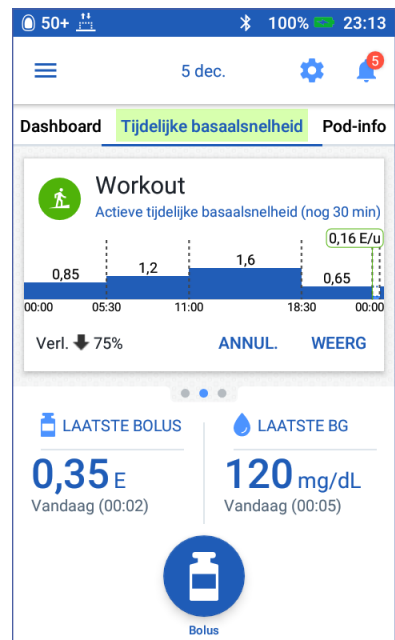 50+ 100% 23:13
5 dec. 5
Dashboard Tijdelijke basaalsnelheid Pod-info
Workout
Actieve tijdelijke basaalsnelheid (nog 30 min)
0,16 E/u
0,85 1,2 1,6 0,65
00:00 05:30 11:00 18:30 00:00
Verl. 75% ANNUL. WEERG
LAATSTE BOLUS LAATSTE BG
0,35 E 120 mg/dL
Vandaag (00:02) Vandaag (00:05)
Bolus